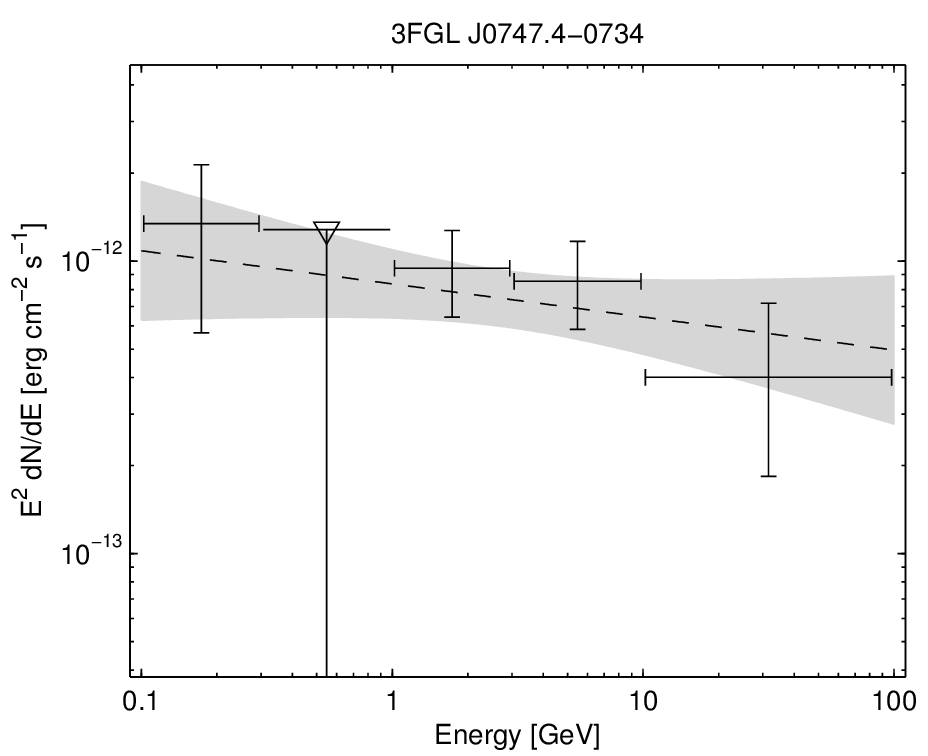 3FGL J0747.4−0734
E² dN/dE [erg cm⁻² s⁻¹]
10⁻¹²
10⁻¹³
0.1 1 10 100
Energy [GeV]